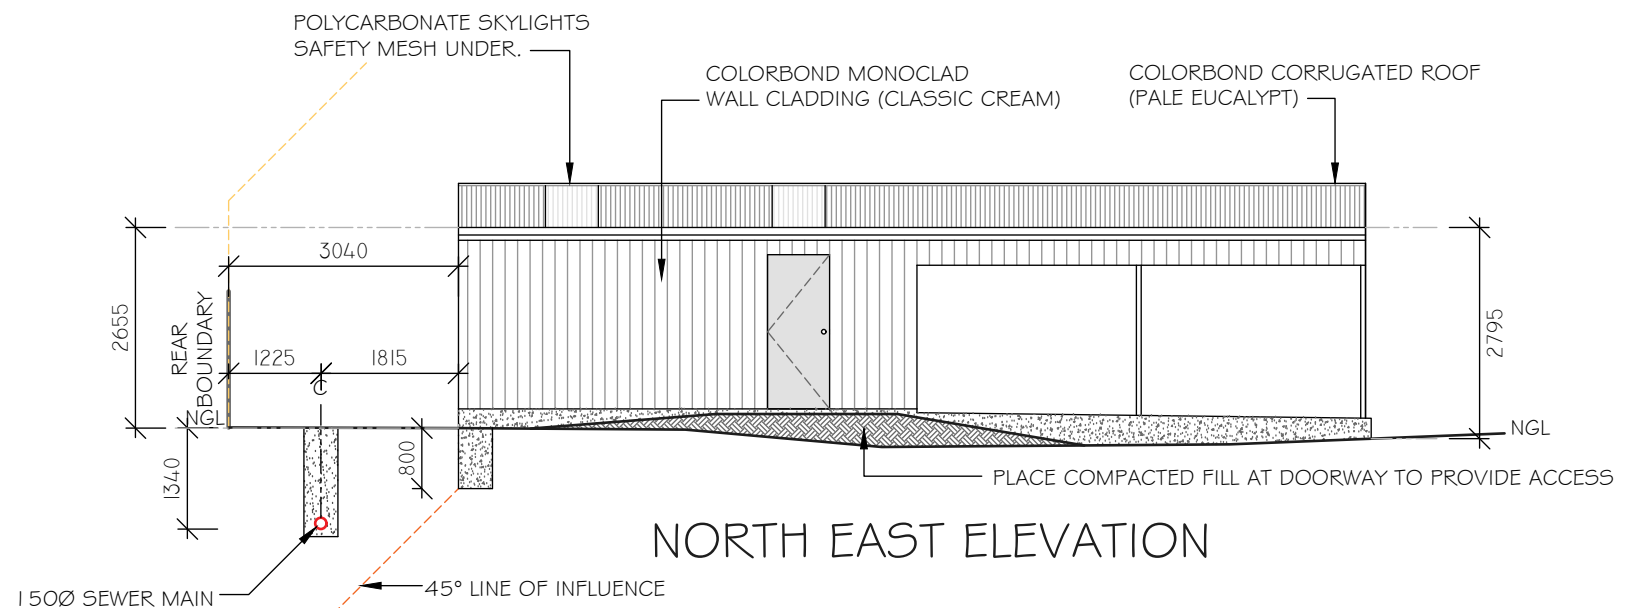 POLYCARBONATE SKYLIGHTS
SAFETY MESH UNDER.
COLORBOND MONOCLAD
WALL CLADDING (CLASSIC CREAM)
COLORBOND CORRUGATED ROOF
(PALE EUCALYPT)
3040
2655
REAR
BOUNDARY
1225
1815
C
2795
NGL
NGL
1340
800
PLACE COMPACTED FILL AT DOORWAY TO PROVIDE ACCESS
NORTH EAST ELEVATION
45° LINE OF INFLUENCE
150Ø SEWER MAIN